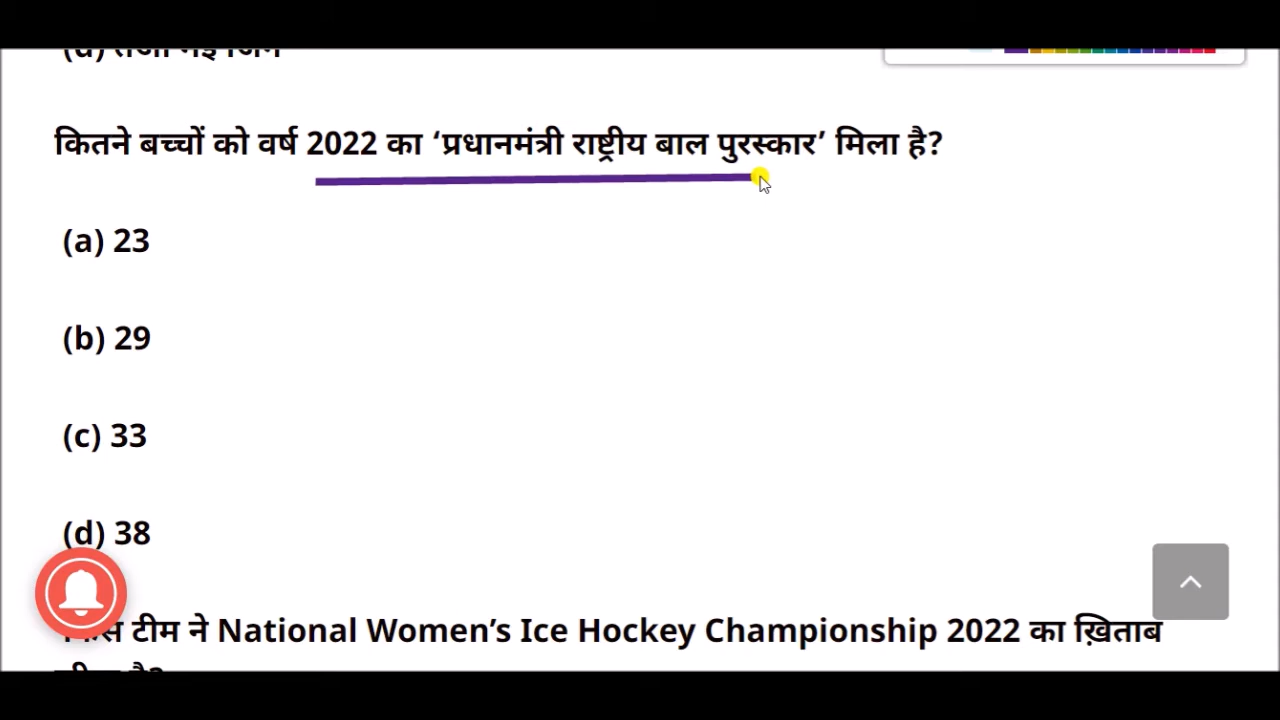 कितने बच्चों को वर्ष 2022 का ‘प्रधानमंत्री राष्ट्रीय बाल पुरस्कार’ मिला है?
(a) 23
(b) 29
(c) 33
(d) 38
टीम ने National Women’s Ice Hockey Championship 2022 का ख़िताब